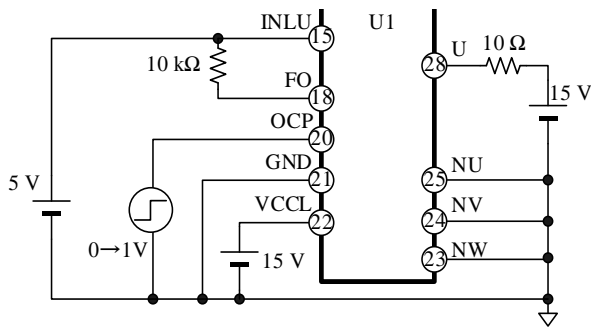 INLU
15
U1
U
28
10 Ω
10 kΩ
FO
18
15 V
OCP
20
GND
21
NU
25
5 V
VCCL
22
NV
24
0→1V
15 V
NW
23